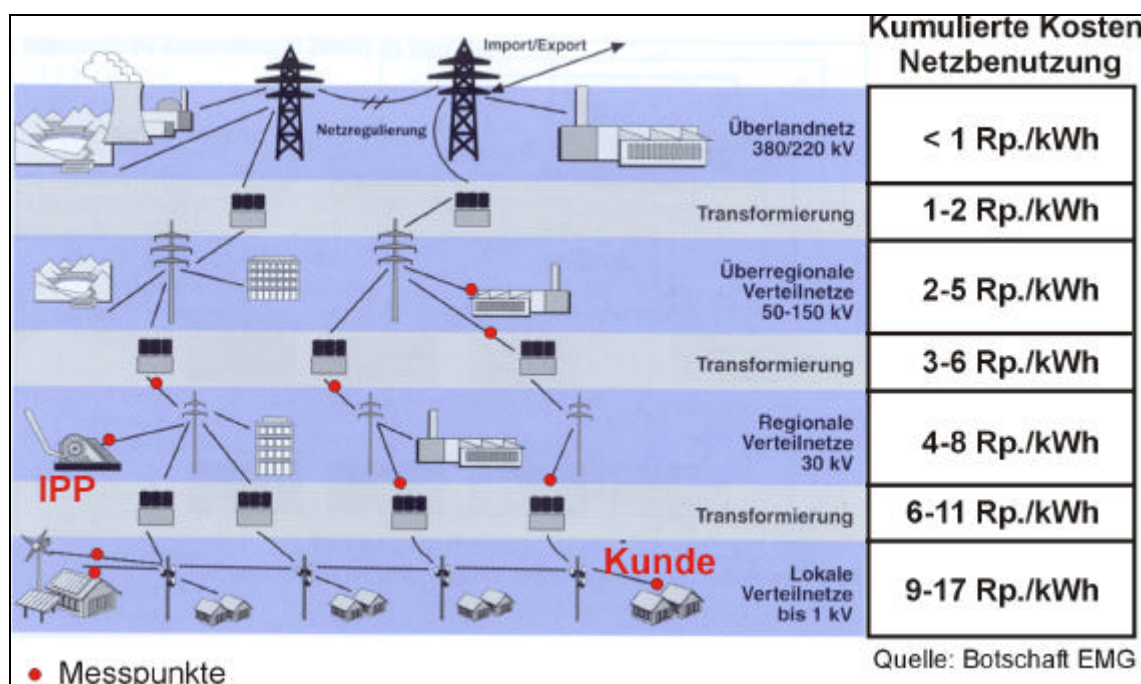 Kumulierte Kosten
Netzbenutzung
Import/Export
Netzregulierung
Überlandnetz
380/220 kV
< 1 Rp./kWh
Transformierung
1-2 Rp./kWh
Überregionale
Verteilnetze
50-150 kV
2-5 Rp./kWh
Transformierung
3-6 Rp./kWh
Regionale
Verteilnetze
30 kV
4-8 Rp./kWh
IPP
Transformierung
6-11 Rp./kWh
Kunde
Lokale
Verteilnetze
bis 1 kV
9-17 Rp./kWh
Messpunkte
Quelle: Botschaft EMG